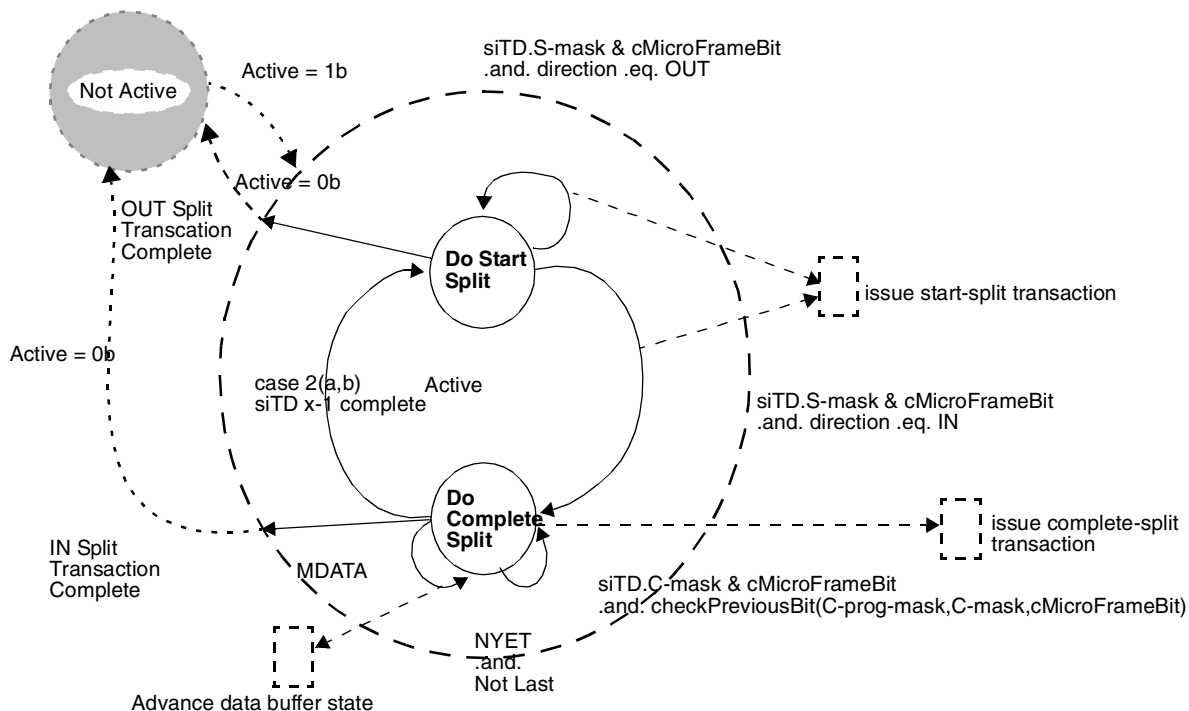 siTD.S-mask & cMicroFrameBit
.and. direction .eq. OUT
Active = 1b
Not Active
Active = 0b
OUT Split
Transcation
Complete
Do Start
Split
issue start-split transaction
Active = 0b
case 2(a,b)
siTD x-1 complete
Active
siTD.S-mask & cMicroFrameBit
.and. direction .eq. IN
Do
Complete
Split
issue complete-split
transaction
IN Split
Transaction
Complete
MDATA
siTD.C-mask & cMicroFrameBit
.and. checkPreviousBit(C-prog-mask,C-mask,cMicroFrameBit)
NYET
.and.
Not Last
Advance data buffer state